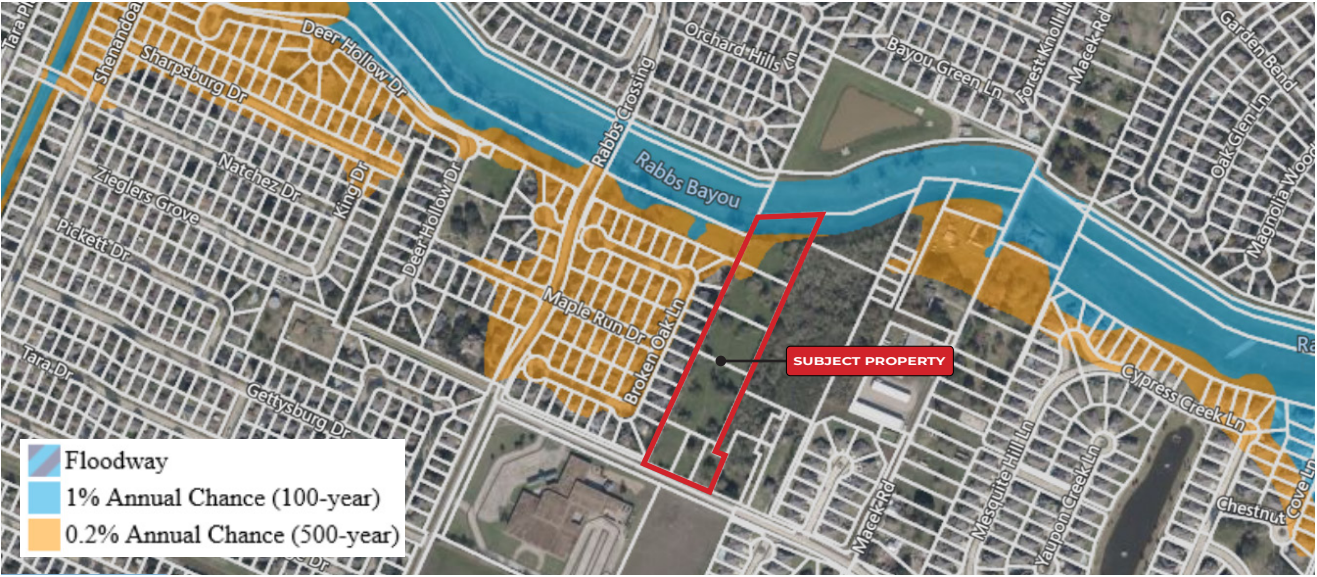 Tara Pl
Shenandoa
Deer Hollow Dr
Sharpsburg Dr
Natchez Dr
King Dr
Zieglers Grove
Pickett Dr
Deer Hollow Dr
Tara Dr
Gettysburg Dr
Rabbs Crossing
Orchard Hills Ln
Bayou Green Ln
Forest Knoll Ln
Macek Rd
Garden Bend
Oak Glen Ln
Magnolia Wood
Rabbs Bayou
Maple Run Dr
Broken Oak Ln
SUBJECT PROPERTY
Ra
Cypress Creek Ln
Mesquite Hill Ln
Yaupon Creek Ln
Macek Rd
Chestnut
Cove Ln
Floodway
1% Annual Chance (100-year)
0.2% Annual Chance (500-year)
Dr